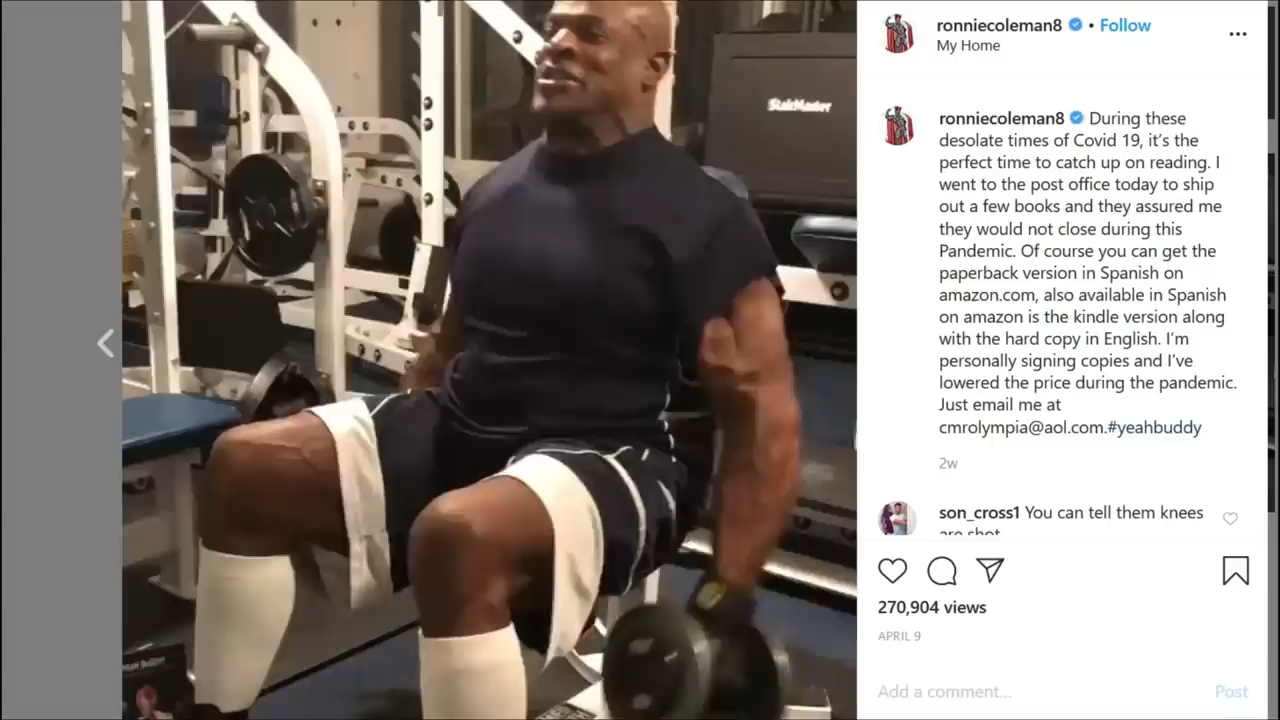 StairMaster
ronniecoleman8 • Follow
My Home
ronniecoleman8 During these
desolate times of Covid 19, it's the
perfect time to catch up on reading. I
went to the post office today to ship
out a few books and they assured me
they would not close during this
Pandemic. Of course you can get the
paperback version in Spanish on
amazon.com, also available in Spanish
on amazon is the kindle version along
with the hard copy in English. I'm
personally signing copies and I've
lowered the price during the pandemic.
Just email me at
cmrolympia@aol.com.#yeahbuddy
2w
son_cross1 You can tell them knees
are shot
270,904 views
APRIL 9
Add a comment...
Post